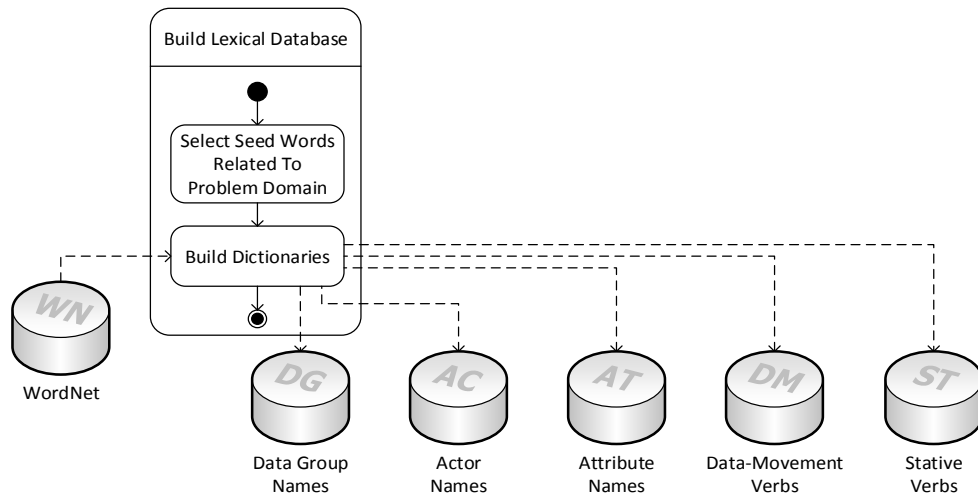 Build Lexical Database
Select Seed Words
Related To
Problem Domain
Build Dictionaries
WN
WordNet
DG
Data Group
Names
AC
Actor
Names
AT
Attribute
Names
DM
Data-Movement
Verbs
ST
Stative
Verbs